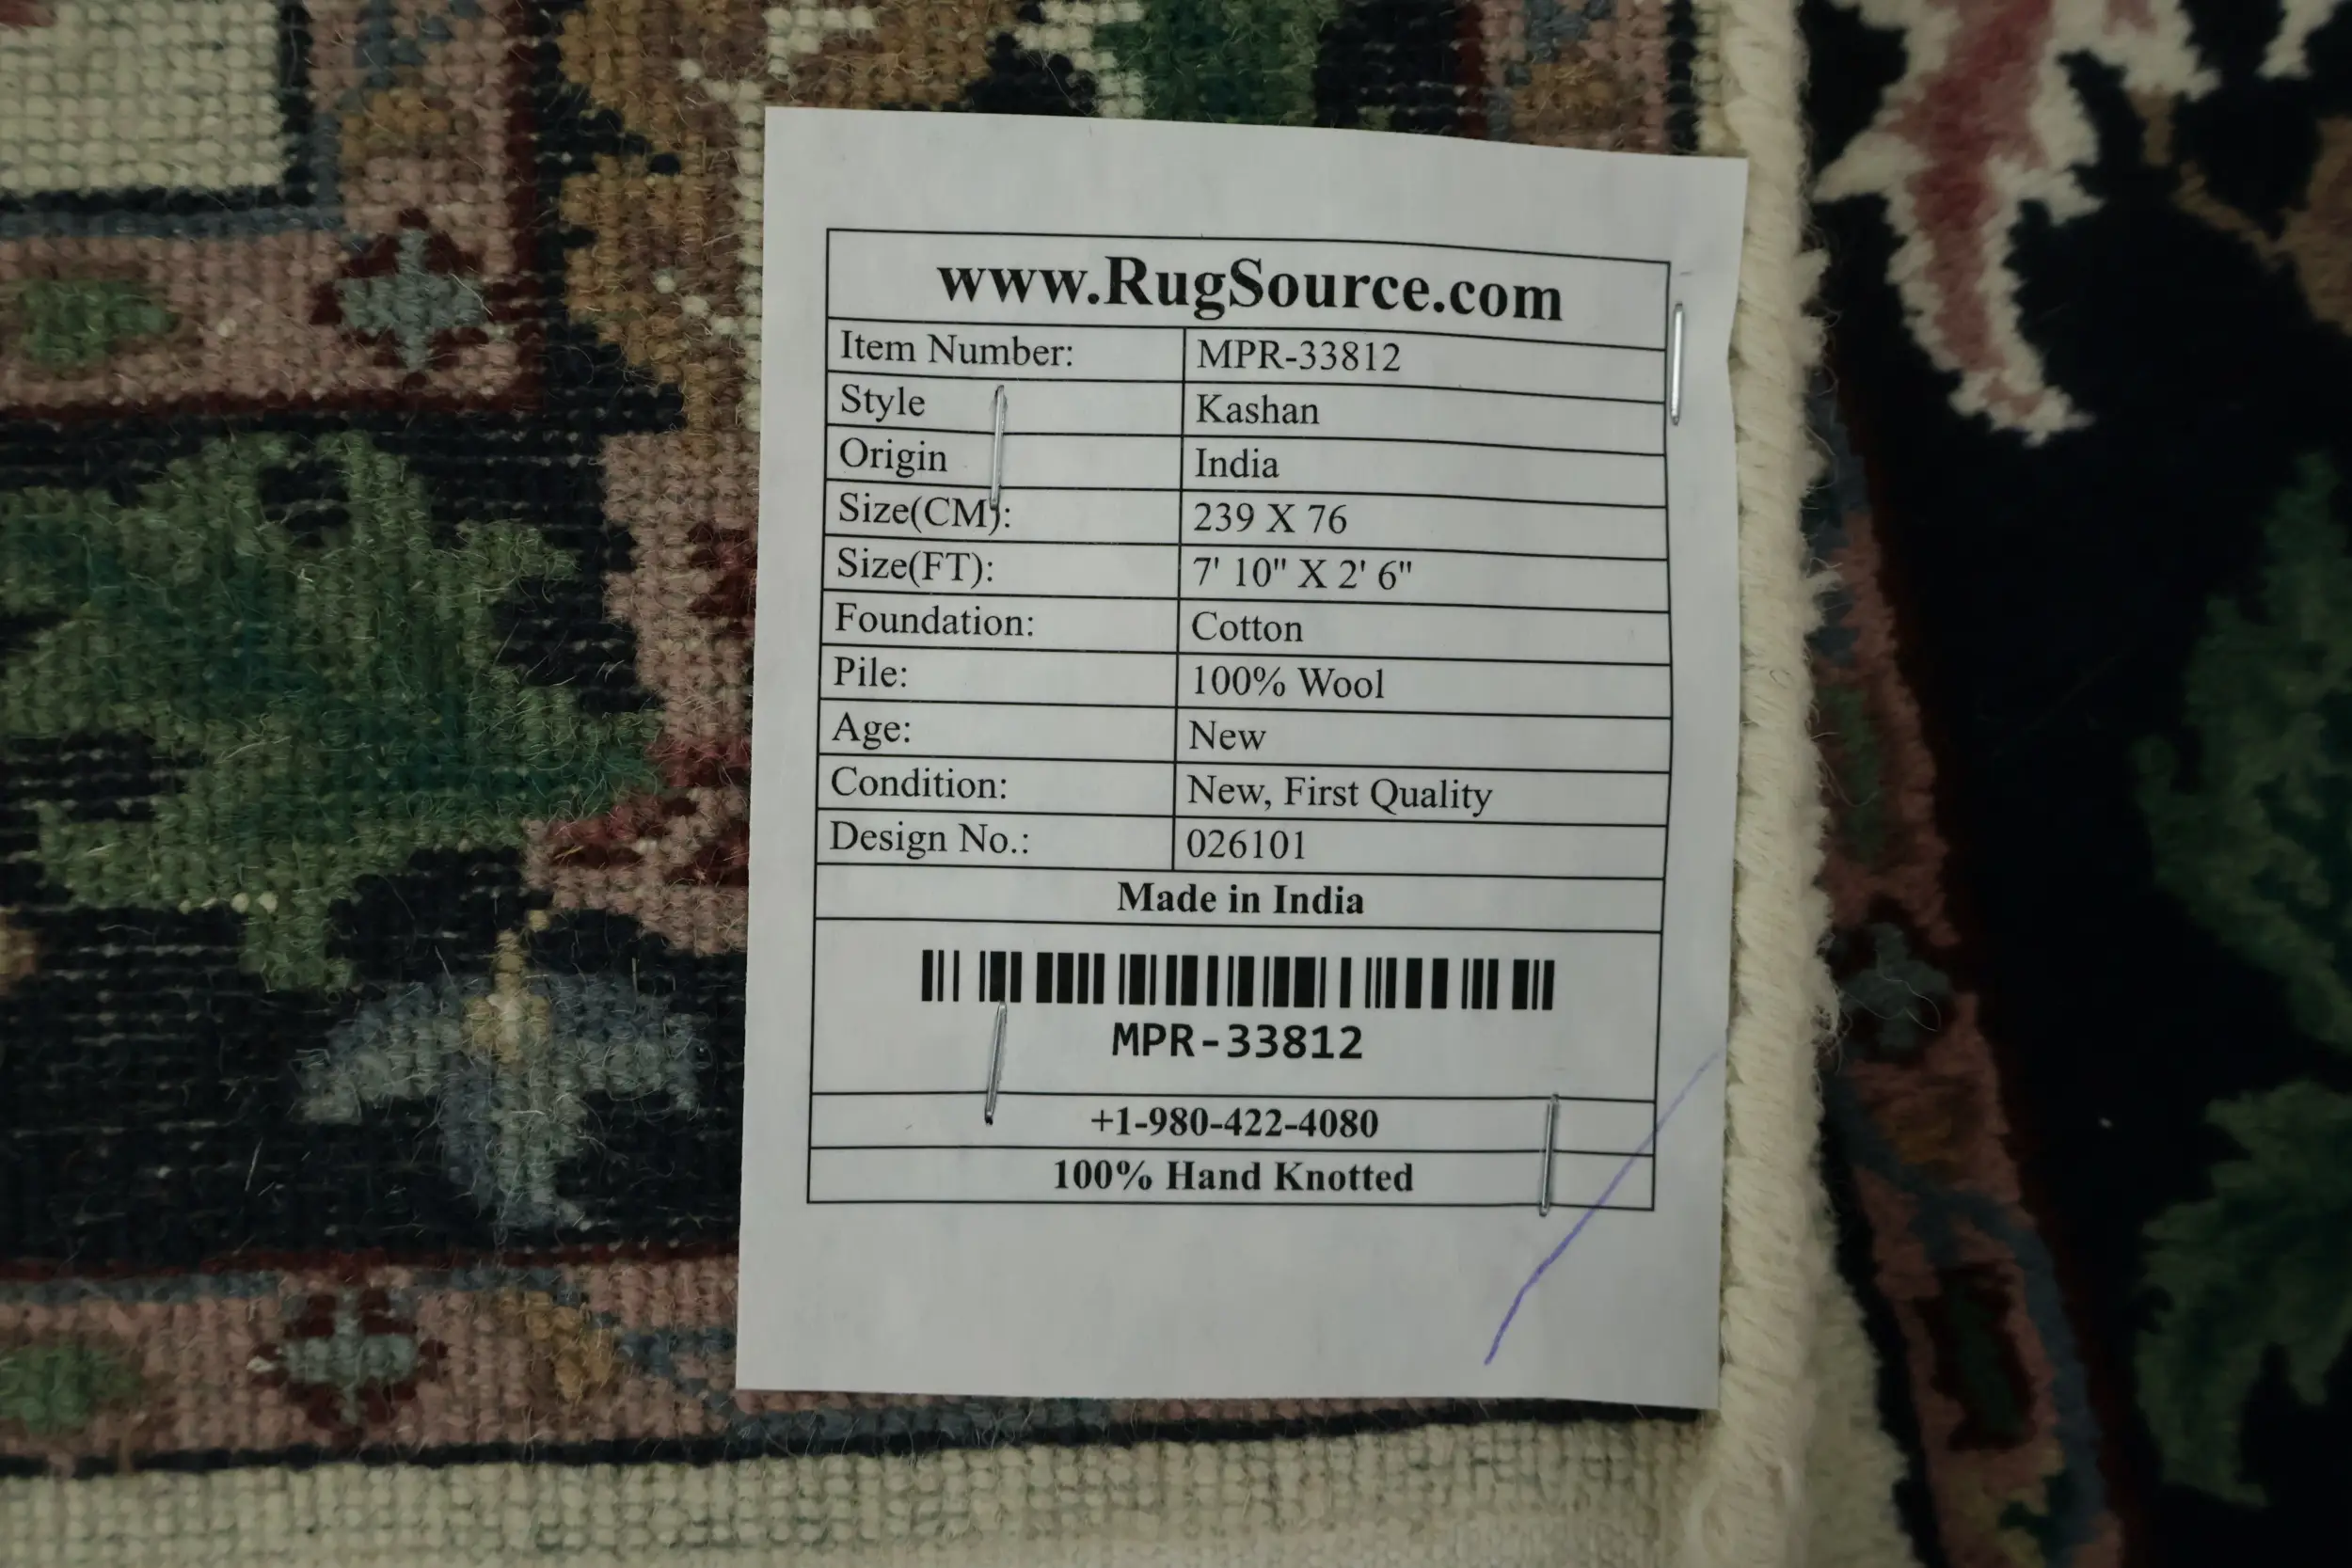 www.RugSource.com
Item Number: MPR-33812
Style Kashan
Origin India
Size(CM): 239 X 76
Size(FT): 7' 10" X 2' 6"
Foundation: Cotton
Pile: 100% Wool
Age: New
Condition: New, First Quality
Design No.: 026101
Made in India
MPR-33812
+1-980-422-4080
100% Hand Knotted